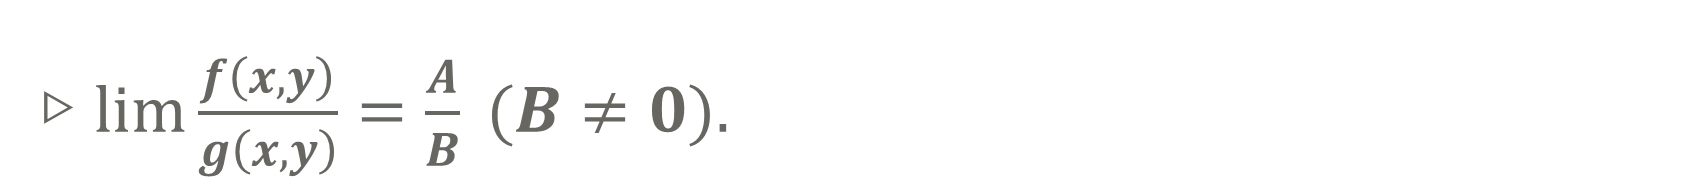 ▷ lim f(x,y)/g(x,y) = A/B (B ≠ 0).